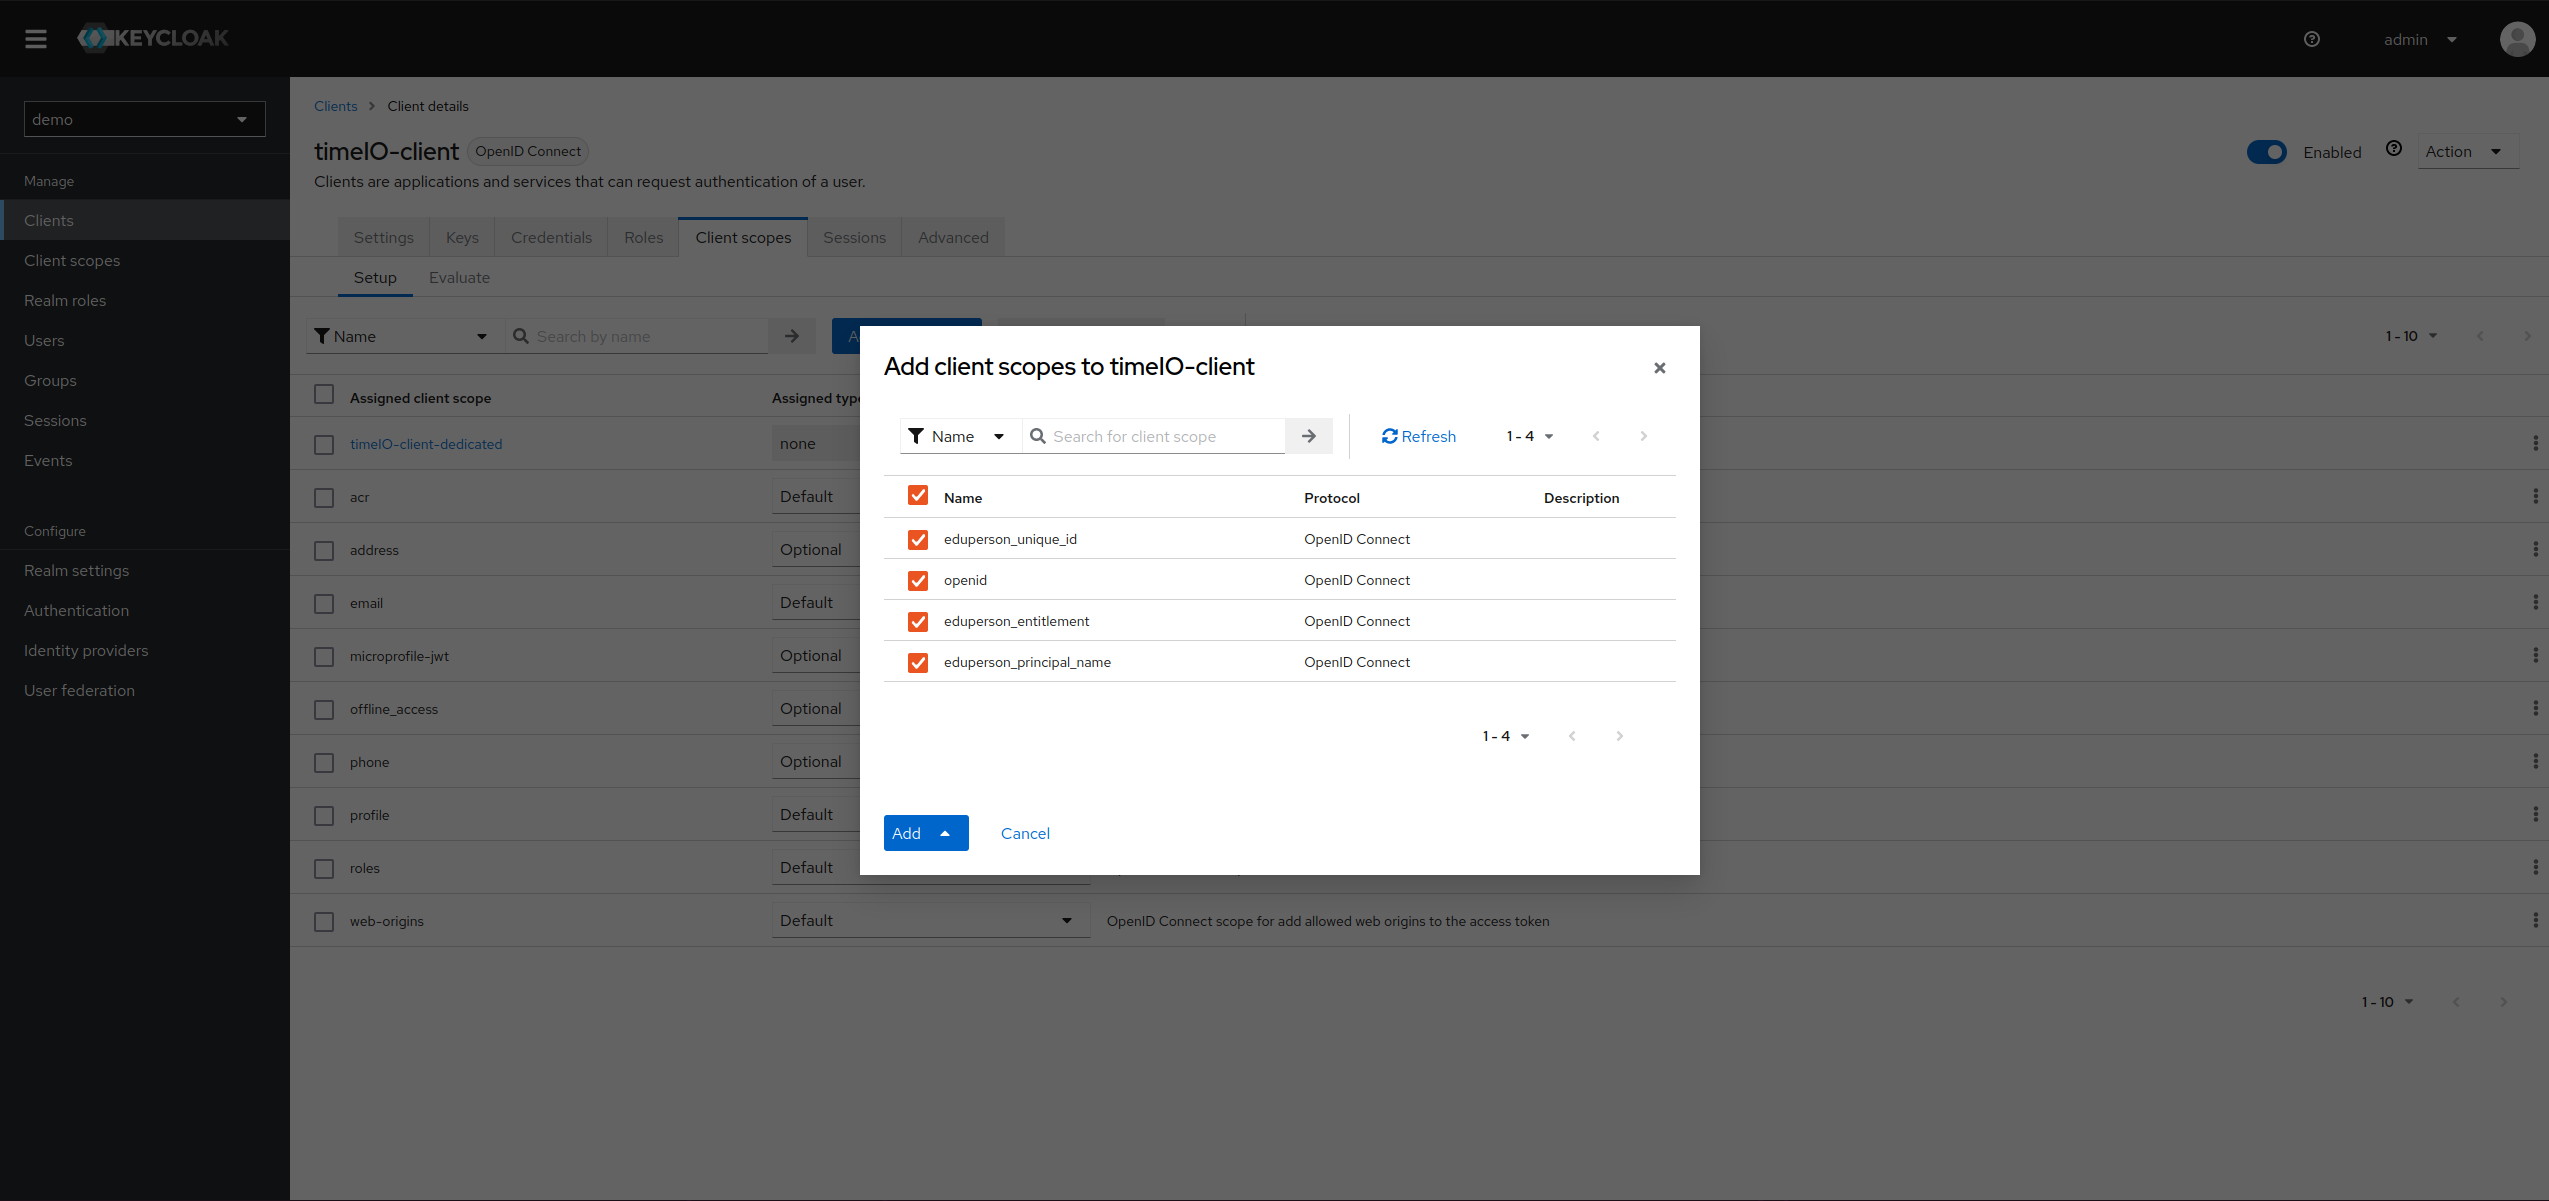 KEYCLOAK
admin
demo
Manage
Clients
Client scopes
Realm roles
Users
Groups
Sessions
Events
Configure
Realm settings
Authentication
Identity providers
User federation
Clients Client details
timeIO-client OpenID Connect
Enabled Action
Clients are applications and services that can request authentication of a user.
Settings Keys Credentials Roles Client scopes Sessions Advanced
Setup Evaluate
Name Search by name 1 - 10
Assigned client scope Assigned type
timeIO-client-dedicated none
acr Default
address Optional
email Default
microprofile-jwt Optional
offline_access Optional
phone Optional
profile Default
roles Default
web-origins Default OpenID Connect scope for add allowed web origins to the access token
1 - 10
Add client scopes to timeIO-client
Name Search for client scope Refresh 1 - 4
Name Protocol Description
eduperson_unique_id OpenID Connect
openid OpenID Connect
eduperson_entitlement OpenID Connect
eduperson_principal_name OpenID Connect
1 - 4
Add Cancel